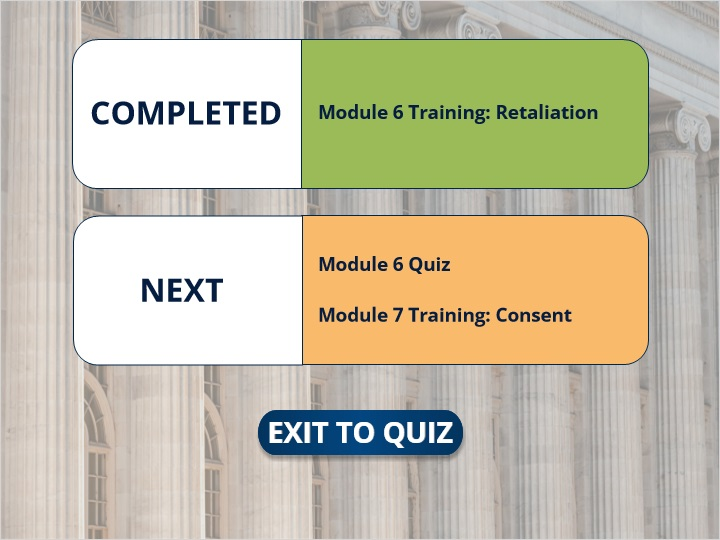 COMPLETED
Module 6 Training: Retaliation
NEXT
Module 6 Quiz
Module 7 Training: Consent
EXIT TO QUIZ